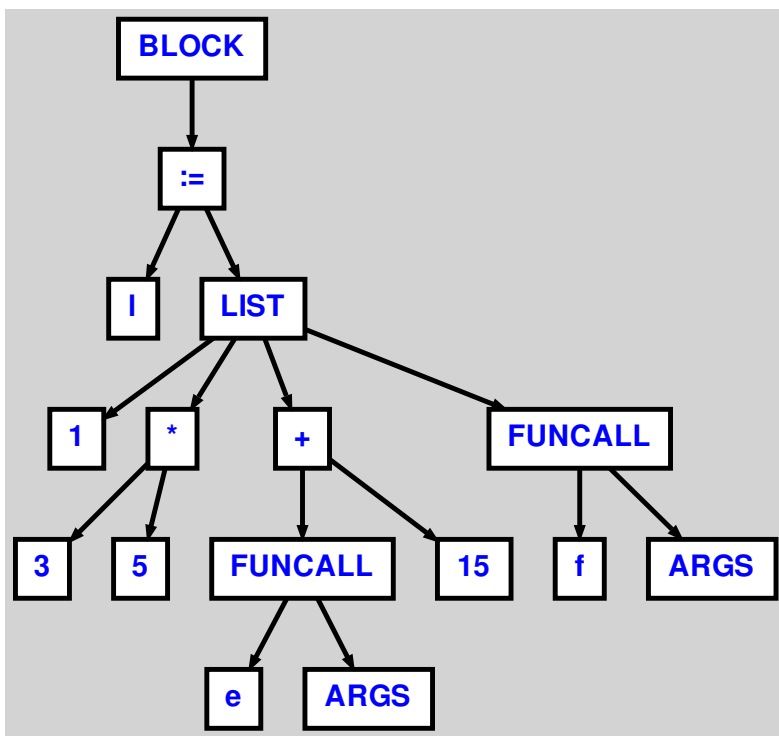 BLOCK
:=
l LIST
1 * + FUNCALL
3 5 FUNCALL 15 f ARGS
e ARGS